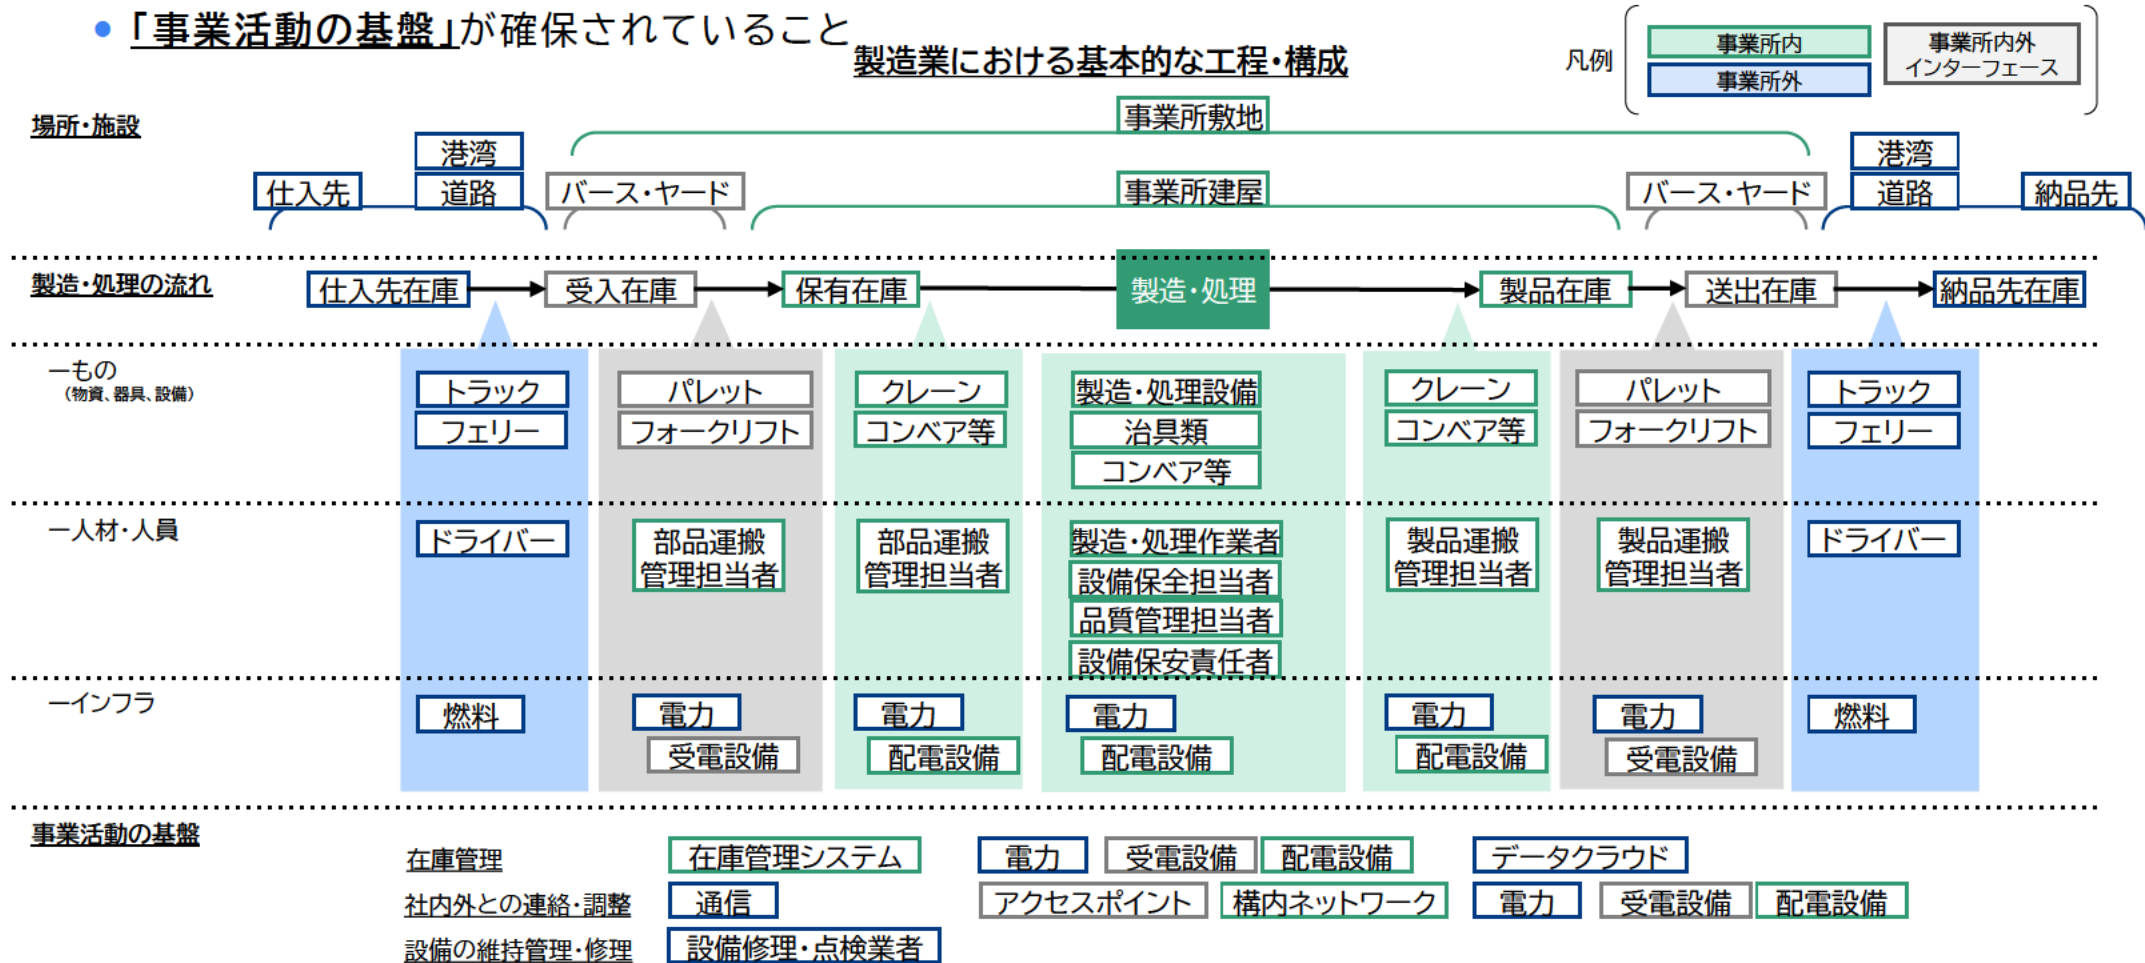 「事業活動の基盤」が確保されていること
製造業における基本的な工程・構成
凡例
事業所内
事業所外
事業所内外
インターフェース
場所・施設
事業所敷地
港湾
港湾
仕入先
道路
バース・ヤード
事業所建屋
バース・ヤード
道路
納品先
製造・処理の流れ
仕入先在庫
受入在庫
保有在庫
製造・処理
製品在庫
送出在庫
納品先在庫
ーもの
（物資、器具、設備）
トラック
フェリー
パレット
フォークリフト
クレーン
コンベア等
製造・処理設備
治具類
コンベア等
クレーン
コンベア等
パレット
フォークリフト
トラック
フェリー
ー人材・人員
ドライバー
部品運搬
管理担当者
部品運搬
管理担当者
製造・処理作業者
設備保全担当者
品質管理担当者
設備保安責任者
製品運搬
管理担当者
製品運搬
管理担当者
ドライバー
ーインフラ
燃料
電力
受電設備
電力
配電設備
電力
配電設備
電力
配電設備
電力
受電設備
燃料
事業活動の基盤
在庫管理
在庫管理システム
電力
受電設備
配電設備
データクラウド
社内外との連絡・調整
通信
アクセスポイント
構内ネットワーク
電力
受電設備
配電設備
設備の維持管理・修理
設備修理・点検業者